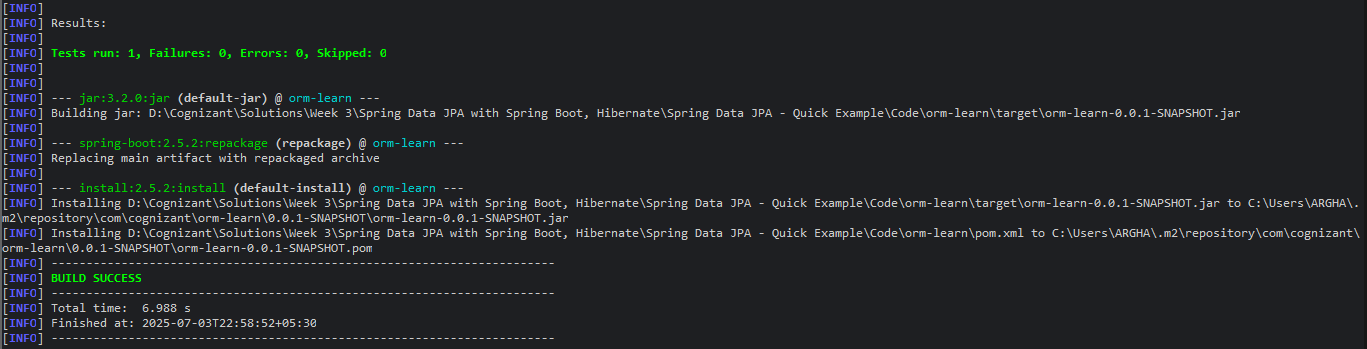 [INFO]
[INFO] Results:
[INFO]
[INFO] Tests run: 1, Failures: 0, Errors: 0, Skipped: 0
[INFO]
[INFO]
[INFO] --- jar:3.2.0:jar (default-jar) @ orm-learn ---
[INFO] Building jar: D:\Cognizant\Solutions\Week 3\Spring Data JPA with Spring Boot, Hibernate\Spring Data JPA - Quick Example\Code\orm-learn\target\orm-learn-0.0.1-SNAPSHOT.jar
[INFO]
[INFO] --- spring-boot:2.5.2:repackage (repackage) @ orm-learn ---
[INFO] Replacing main artifact with repackaged archive
[INFO]
[INFO] --- install:2.5.2:install (default-install) @ orm-learn ---
[INFO] Installing D:\Cognizant\Solutions\Week 3\Spring Data JPA with Spring Boot, Hibernate\Spring Data JPA - Quick Example\Code\orm-learn\target\orm-learn-0.0.1-SNAPSHOT.jar to C:\Users\ARGHA\.
m2\repository\com\cognizant\orm-learn\0.0.1-SNAPSHOT\orm-learn-0.0.1-SNAPSHOT.jar
[INFO] Installing D:\Cognizant\Solutions\Week 3\Spring Data JPA with Spring Boot, Hibernate\Spring Data JPA - Quick Example\Code\orm-learn\pom.xml to C:\Users\ARGHA\.m2\repository\com\cognizant\
orm-learn\0.0.1-SNAPSHOT\orm-learn-0.0.1-SNAPSHOT.pom
[INFO] ------------------------------------------------------------------------
[INFO] BUILD SUCCESS
[INFO] ------------------------------------------------------------------------
[INFO] Total time:  6.988 s
[INFO] Finished at: 2025-07-03T22:58:52+05:30
[INFO] ------------------------------------------------------------------------